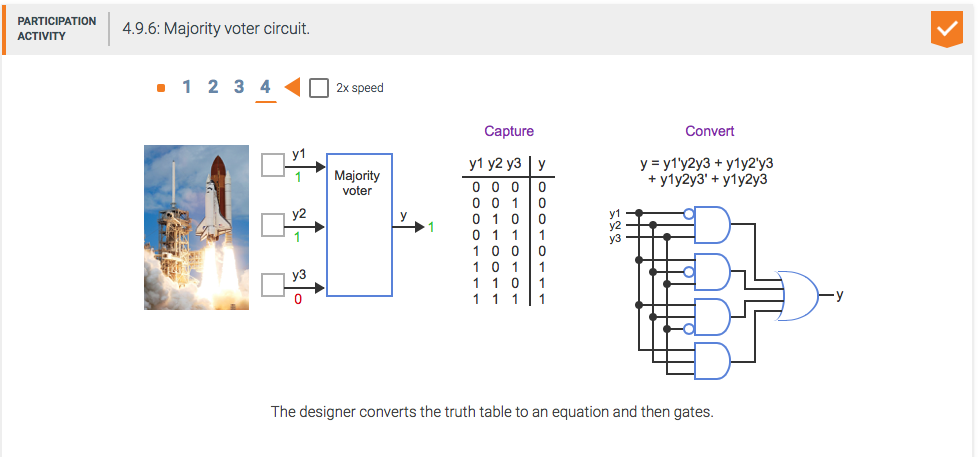 PARTICIPATION
ACTIVITY
4.9.6: Majority voter circuit.
1 2 3 4 2x speed
Capture
Convert
y1
1
y2
1
y3
0
Majority
voter
y
1
y1 y2 y3 y
0 0 0 0
0 0 1 0
0 1 0 0
0 1 1 1
1 0 0 0
1 0 1 1
1 1 0 1
1 1 1 1
y = y1'y2y3 + y1y2'y3
+ y1y2y3' + y1y2y3
y1
y2
y3
y
The designer converts the truth table to an equation and then gates.